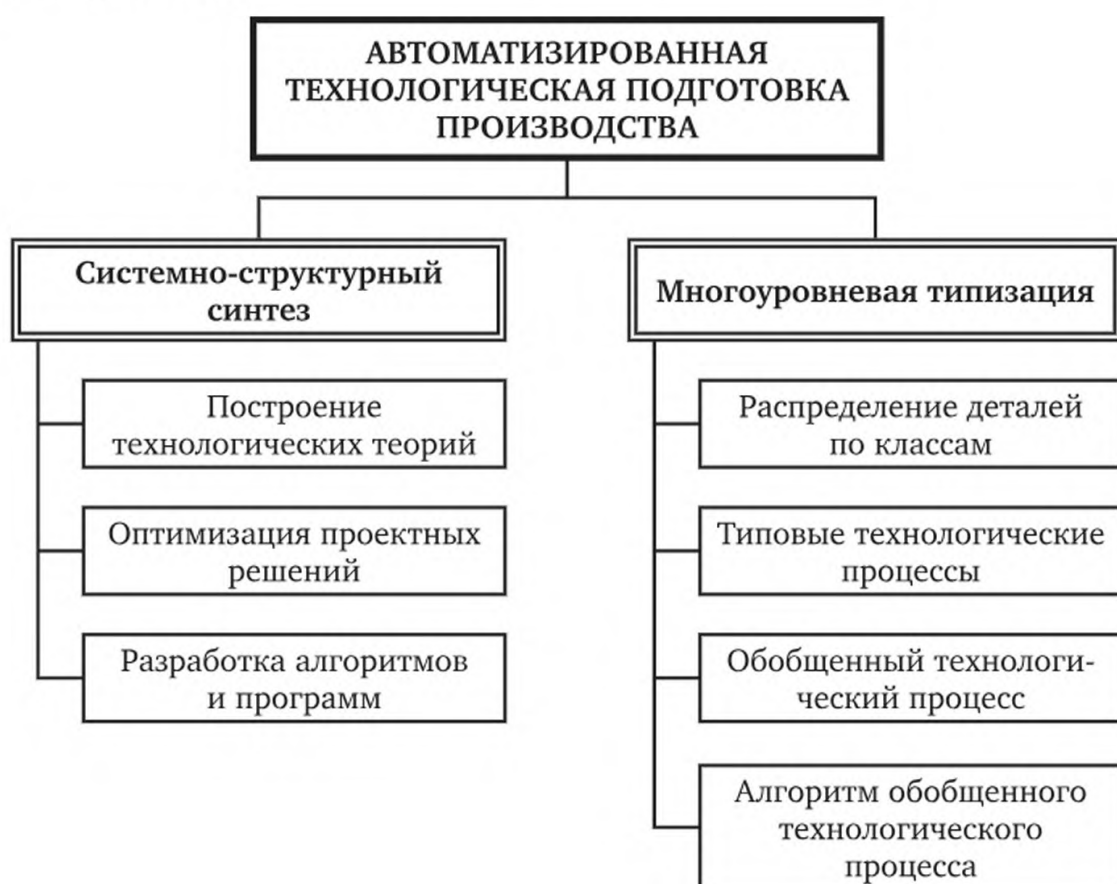 АВТОМАТИЗИРОВАННАЯ
ТЕХНОЛОГИЧЕСКАЯ ПОДГОТОВКА
ПРОИЗВОДСТВА
Системно-структурный
синтез
Построение
технологических теорий
Оптимизация проектных
решений
Разработка алгоритмов
и программ
Многоуровневая типизация
Распределение деталей
по классам
Типовые технологические
процессы
Обобщенный технологи-
ческий процесс
Алгоритм обобщенного
технологического
процесса